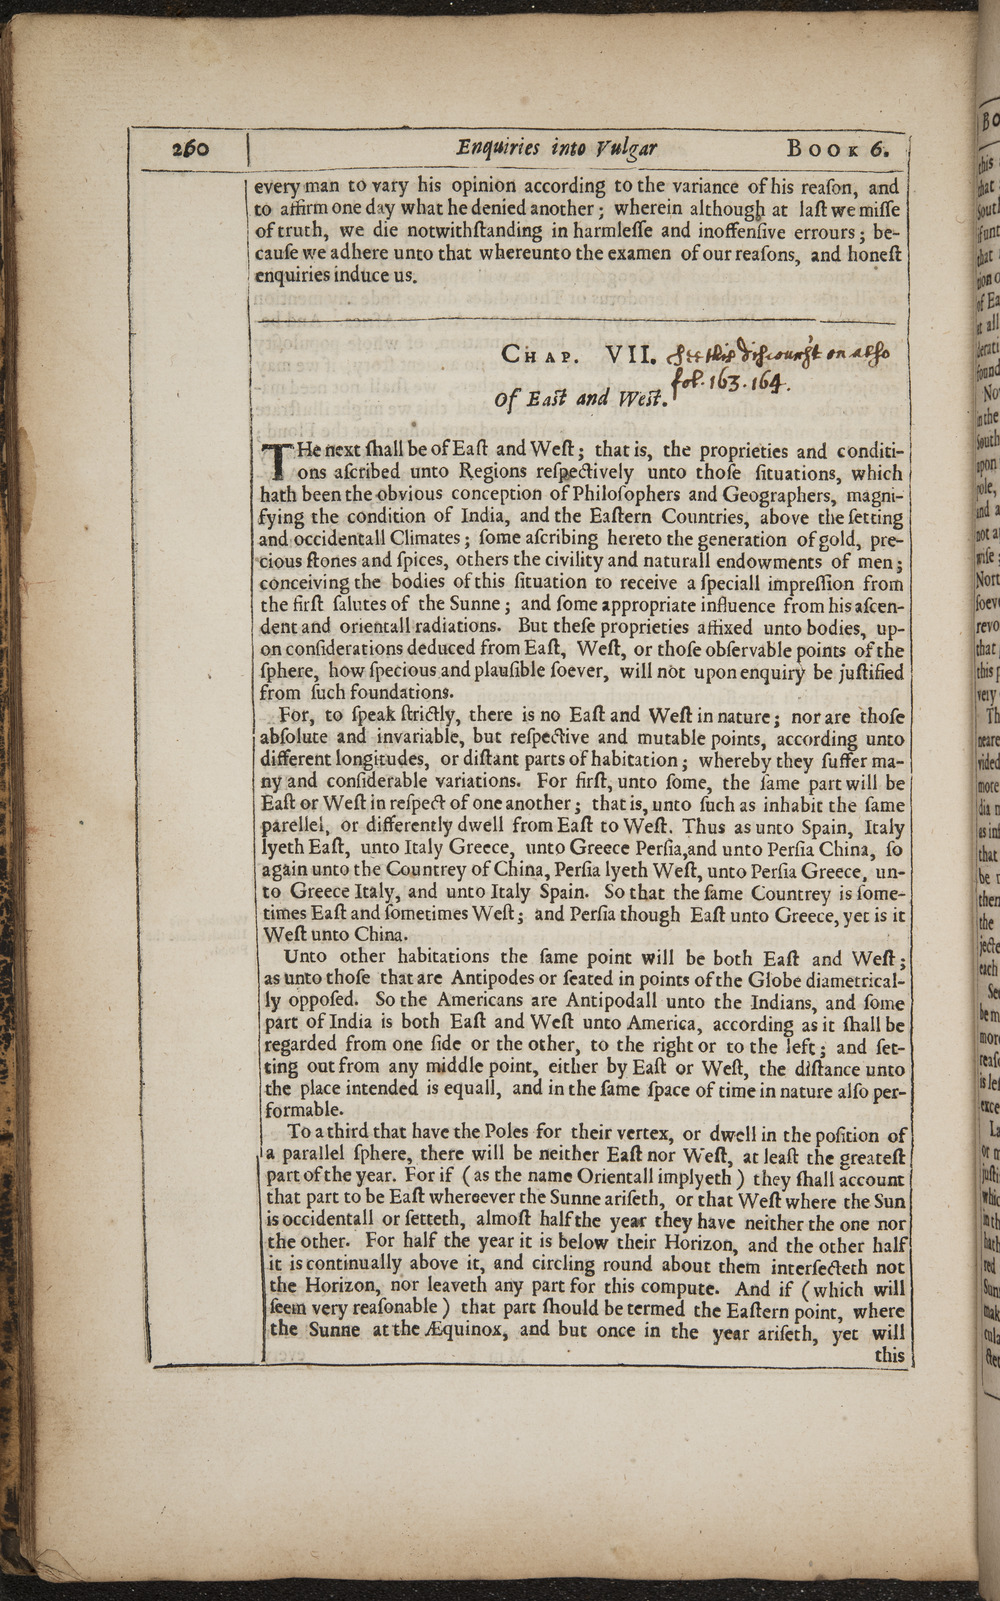 260 Enquiries into Vulgar BOOK 6.
every man to vary his opinion according to the variance of his reaſon, and
to affirm one day what he denied another; wherein although at laſt we miſſe
of truth, we die notwithſtanding in harmleſſe and inoffenſive errours; be-
cauſe we adhere unto that whereunto the examen of our reaſons, and honeſt
enquiries induce us.
CHAP. VII. See this discours't on also
fol. 163. 164.
Of Eaſt and Weſt.
THe next ſhall be of Eaſt and Weſt; that is, the proprieties and conditi-
ons aſcribed unto Regions reſpectively unto thoſe ſituations, which
hath been the obvious conception of Philoſophers and Geographers, magni-
fying the condition of India, and the Eaſtern Countries, above the ſetting
and occidentall Climates; ſome aſcribing hereto the generation of gold, pre-
cious ſtones and ſpices, others the civility and naturall endowments of men;
conceiving the bodies of this ſituation to receive a ſpeciall impreſſion from
the firſt ſalutes of the Sunne; and ſome appropriate influence from his aſcen-
dent and orientall radiations. But theſe proprieties affixed unto bodies, up-
on conſiderations deduced from Eaſt, Weſt, or thoſe obſervable points of the
ſphere, how ſpecious and plauſible ſoever, will not upon enquiry be juſtified
from ſuch foundations.
For, to ſpeak ſtrictly, there is no Eaſt and Weſt in nature; nor are thoſe
abſolute and invariable, but reſpective and mutable points, according unto
different longitudes, or diſtant parts of habitation; whereby they ſuffer ma-
ny and conſiderable variations. For firſt, unto ſome, the ſame part will be
Eaſt or Weſt in reſpect of one another; that is, unto ſuch as inhabit the ſame
parellel, or differently dwell from Eaſt to Weſt. Thus as unto Spain, Italy
lyeth Eaſt, unto Italy Greece, unto Greece Perſia, and unto Perſia China, ſo
again unto the Countrey of China, Perſia lyeth Weſt, unto Perſia Greece, un-
to Greece Italy, and unto Italy Spain. So that the ſame Countrey is ſome-
times Eaſt and ſometimes Weſt; and Perſia though Eaſt unto Greece, yet is it
Weſt unto China.
Unto other habitations the ſame point will be both Eaſt and Weſt;
as unto thoſe that are Antipodes or ſeated in points of the Globe diametrical-
ly oppoſed. So the Americans are Antipodall unto the Indians, and ſome
part of India is both Eaſt and Weſt unto America, according as it ſhall be
regarded from one ſide or the other, to the right or to the left; and ſet-
ting out from any middle point, either by Eaſt or Weſt, the diſtance unto
the place intended is equall, and in the ſame ſpace of time in nature alſo per-
formable.
To a third that have the Poles for their vertex, or dwell in the poſition of
a parallel ſphere, there will be neither Eaſt nor Weſt, at leaſt the greateſt
part of the year. For if (as the name Orientall implyeth) they ſhall account
that part to be Eaſt whereever the Sunne ariſeth, or that Weſt where the Sun
is occidentall or ſetteth, almoſt half the year they have neither the one nor
the other. For half the year it is below their Horizon, and the other half
it is continually above it, and circling round about them interſecteth not
the Horizon, nor leaveth any part for this compute. And if (which will
ſeem very reaſonable) that part ſhould be termed the Eaſtern point, where
the Sunne at the Æquinox, and but once in the year ariſeth, yet will
this